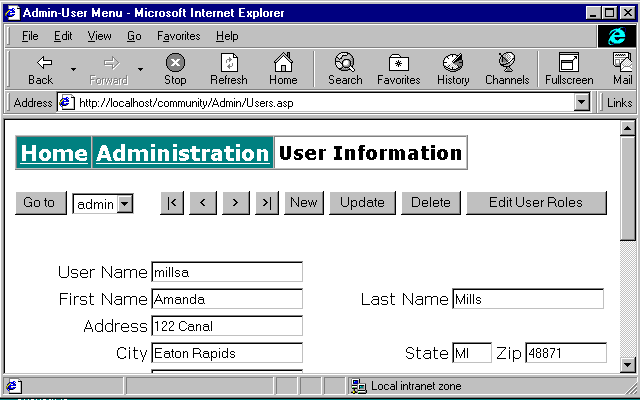 Admin-User Menu - Microsoft Internet Explorer
File Edit View Go Favorites Help
Back Forward Stop Refresh Home Search Favorites History Channels Fullscreen Mail
Address http://localhost/community/Admin/Users.asp Links
Home Administration User Information
Go to admin |< < > >| New Update Delete Edit User Roles
User Name millsa
First Name Amanda Last Name Mills
Address 122 Canal
City Eaton Rapids State MI Zip 48871
Local intranet zone